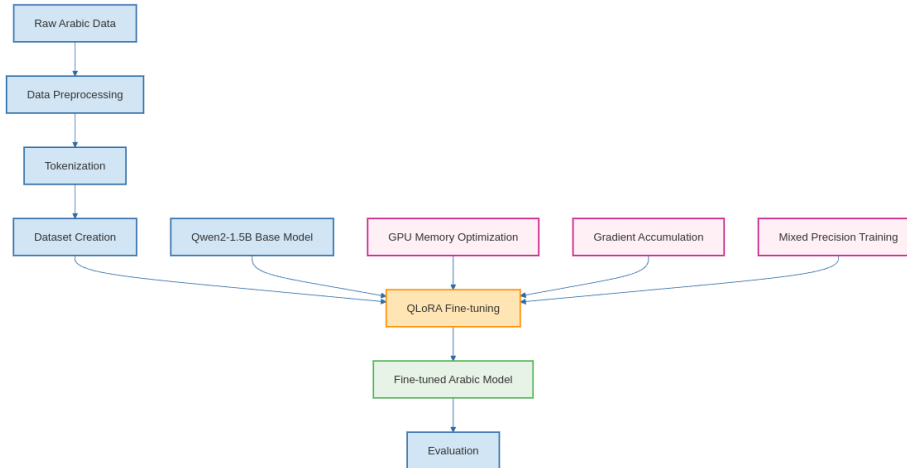 Raw Arabic Data
Data Preprocessing
Tokenization
Dataset Creation
Qwen2-1.5B Base Model
GPU Memory Optimization
Gradient Accumulation
Mixed Precision Training
QLoRA Fine-tuning
Fine-tuned Arabic Model
Evaluation